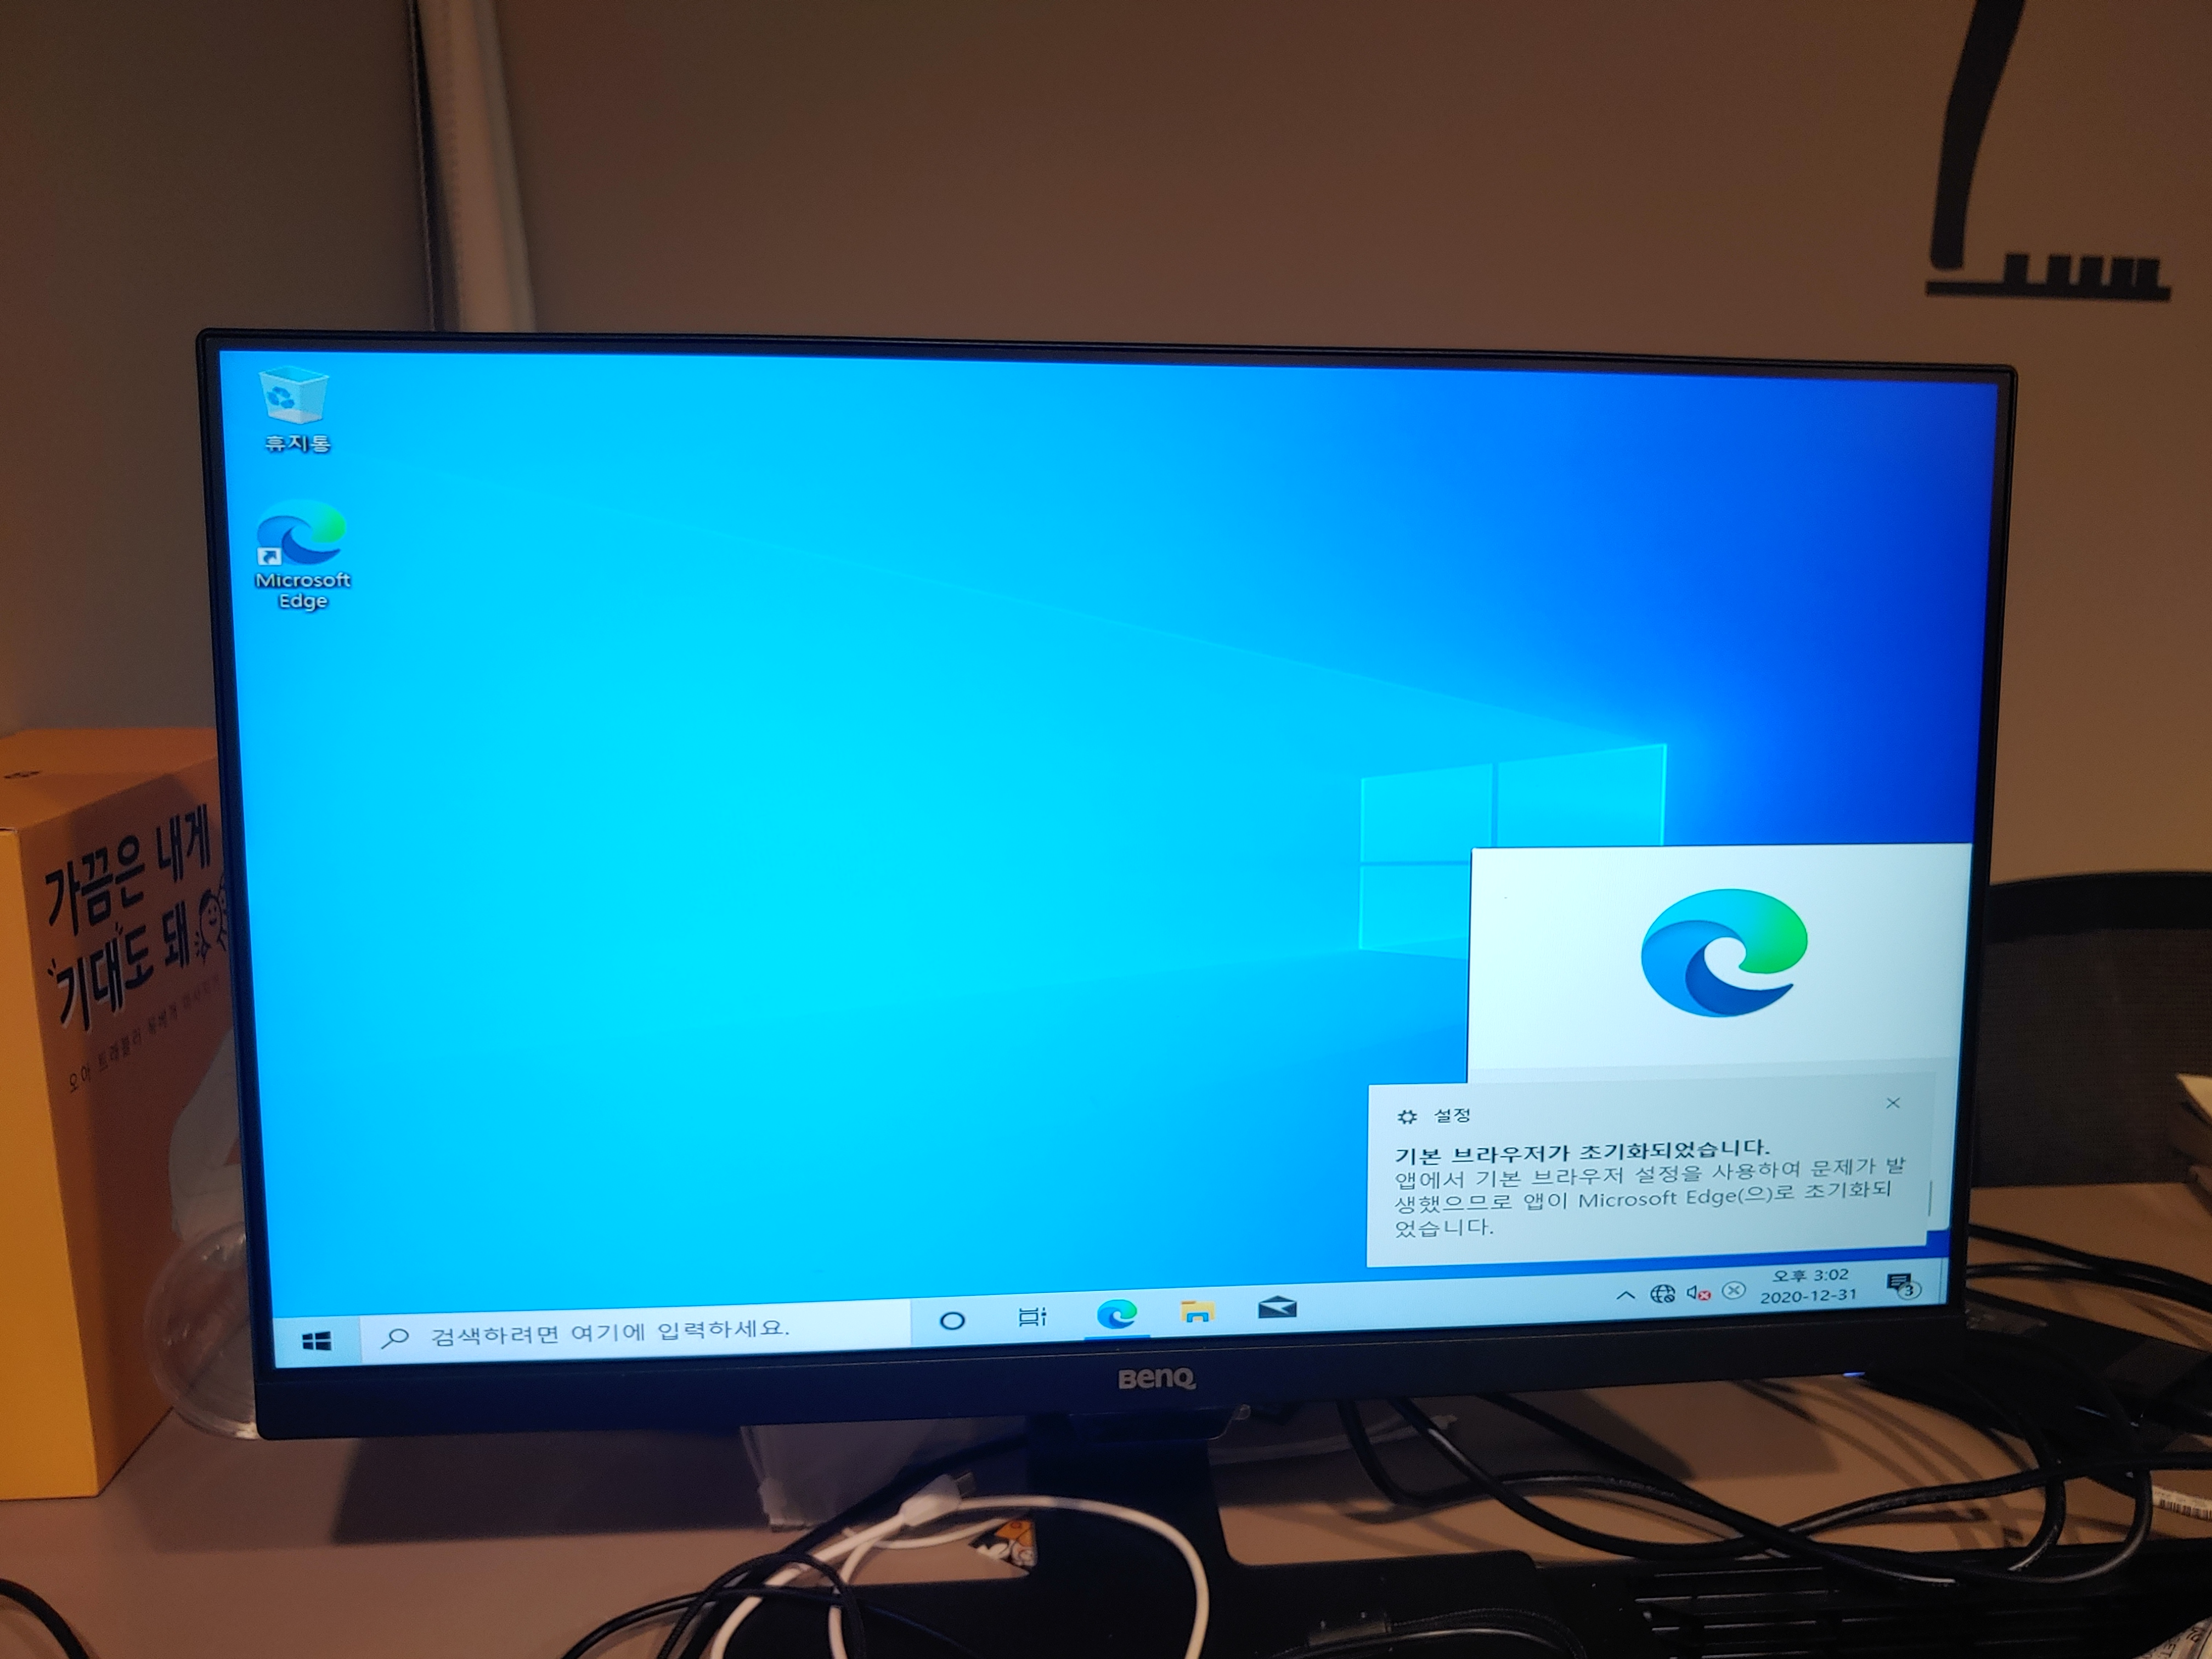 휴지통
Microsoft
Edge
가끔은 내게
"기대"도 돼
오아
설정
기본 브라우저가 초기화되었습니다.
앱에서 기본 브라우저 설정을 사용하여 문제가 발
생했으므로 앱이 Microsoft Edge(으)로 초기화되
었습니다.
검색하려면 여기에 입력하세요.
오후 3:02
2020-12-31
3
BenQ